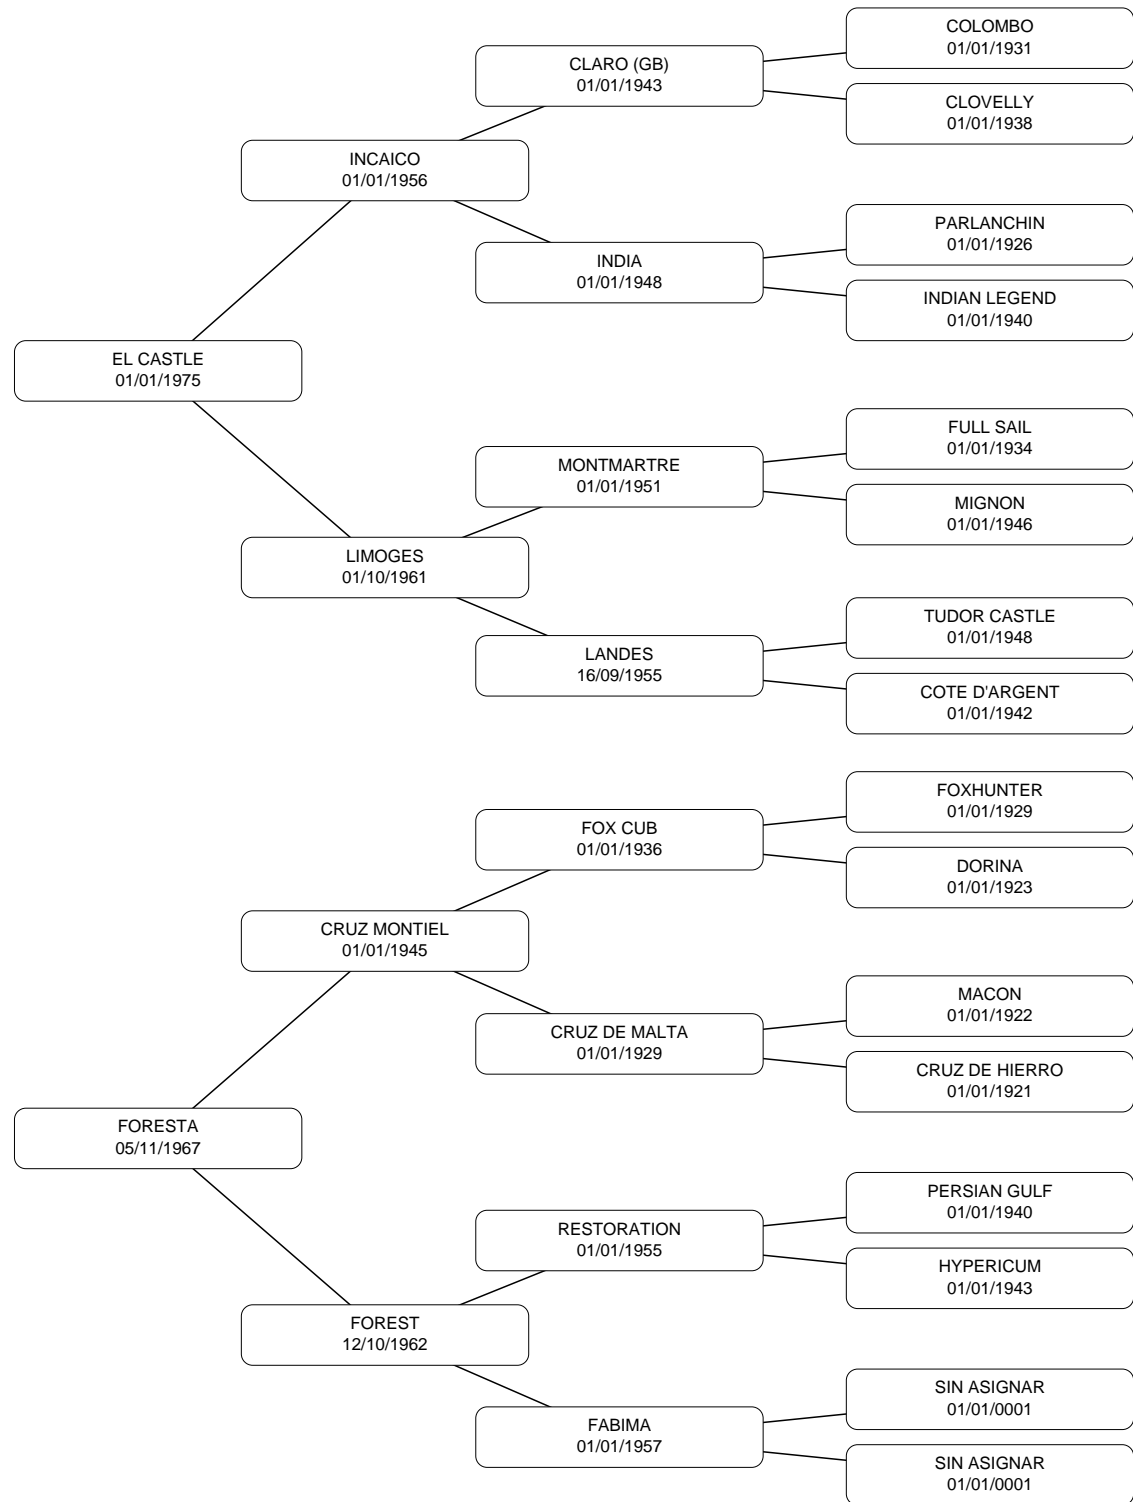 COLOMBO
01/01/1931
CLARO (GB)
01/01/1943
CLOVELLY
01/01/1938
INCAICO
01/01/1956
PARLANCHIN
01/01/1926
INDIA
01/01/1948
INDIAN LEGEND
01/01/1940
EL CASTLE
01/01/1975
FULL SAIL
01/01/1934
MONTMARTRE
01/01/1951
MIGNON
01/01/1946
LIMOGES
01/10/1961
TUDOR CASTLE
01/01/1948
LANDES
16/09/1955
COTE D'ARGENT
01/01/1942
FOXHUNTER
01/01/1929
FOX CUB
01/01/1936
DORINA
01/01/1923
CRUZ MONTIEL
01/01/1945
MACON
01/01/1922
CRUZ DE MALTA
01/01/1929
CRUZ DE HIERRO
01/01/1921
FORESTA
05/11/1967
PERSIAN GULF
01/01/1940
RESTORATION
01/01/1955
HYPERICUM
01/01/1943
FOREST
12/10/1962
SIN ASIGNAR
01/01/0001
FABIMA
01/01/1957
SIN ASIGNAR
01/01/0001